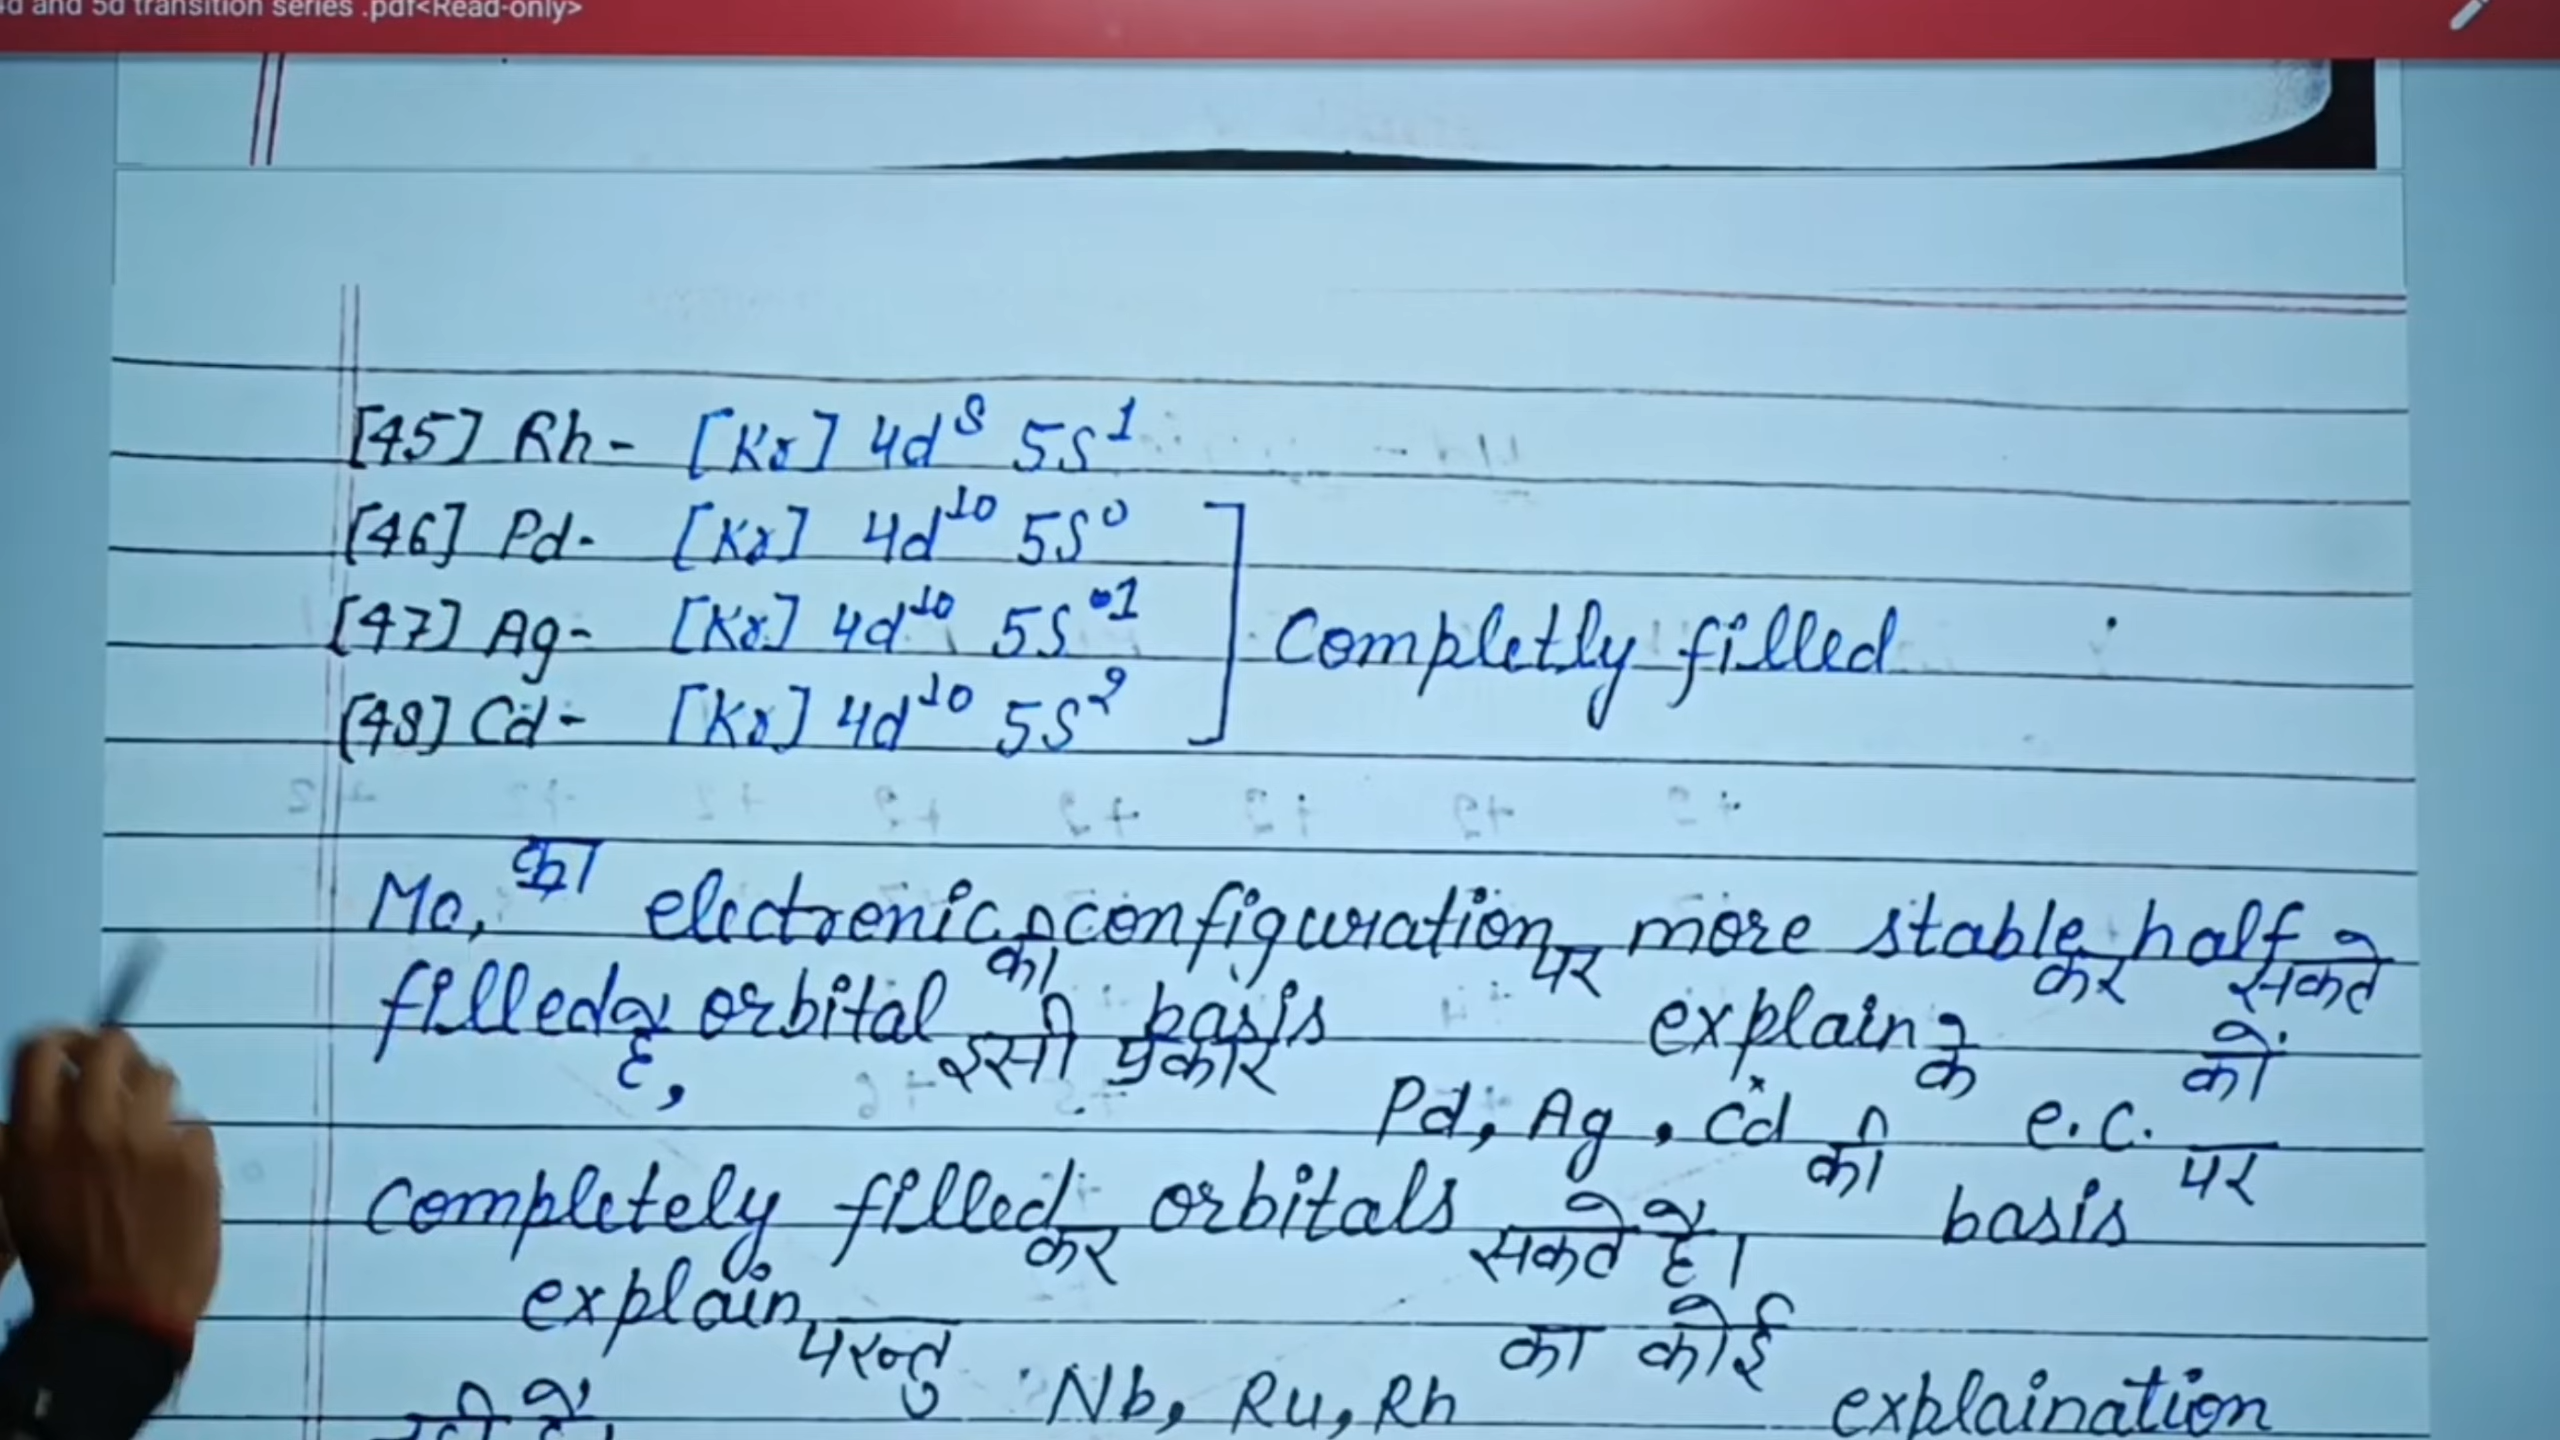 d and 5d transition series .pdf<Read-only>
[45] Rh- [Kr] 4d⁸ 5S¹
[46] Pd- [Kr] 4d¹⁰ 5S⁰
[47] Ag- [Kr] 4d¹⁰ 5S¹
[48] Cd- [Kr] 4d¹⁰ 5S²
Completly filled
Mo, का electronic configuration को more stable half
filled orbital के basis पर explain कर सकते
है, इसी प्रकार Pd, Ag, Cd के e.c. को
completely filled orbitals की basis पर
explain कर सकते है।
परन्तु Nb, Ru, Rh का कोई explaination